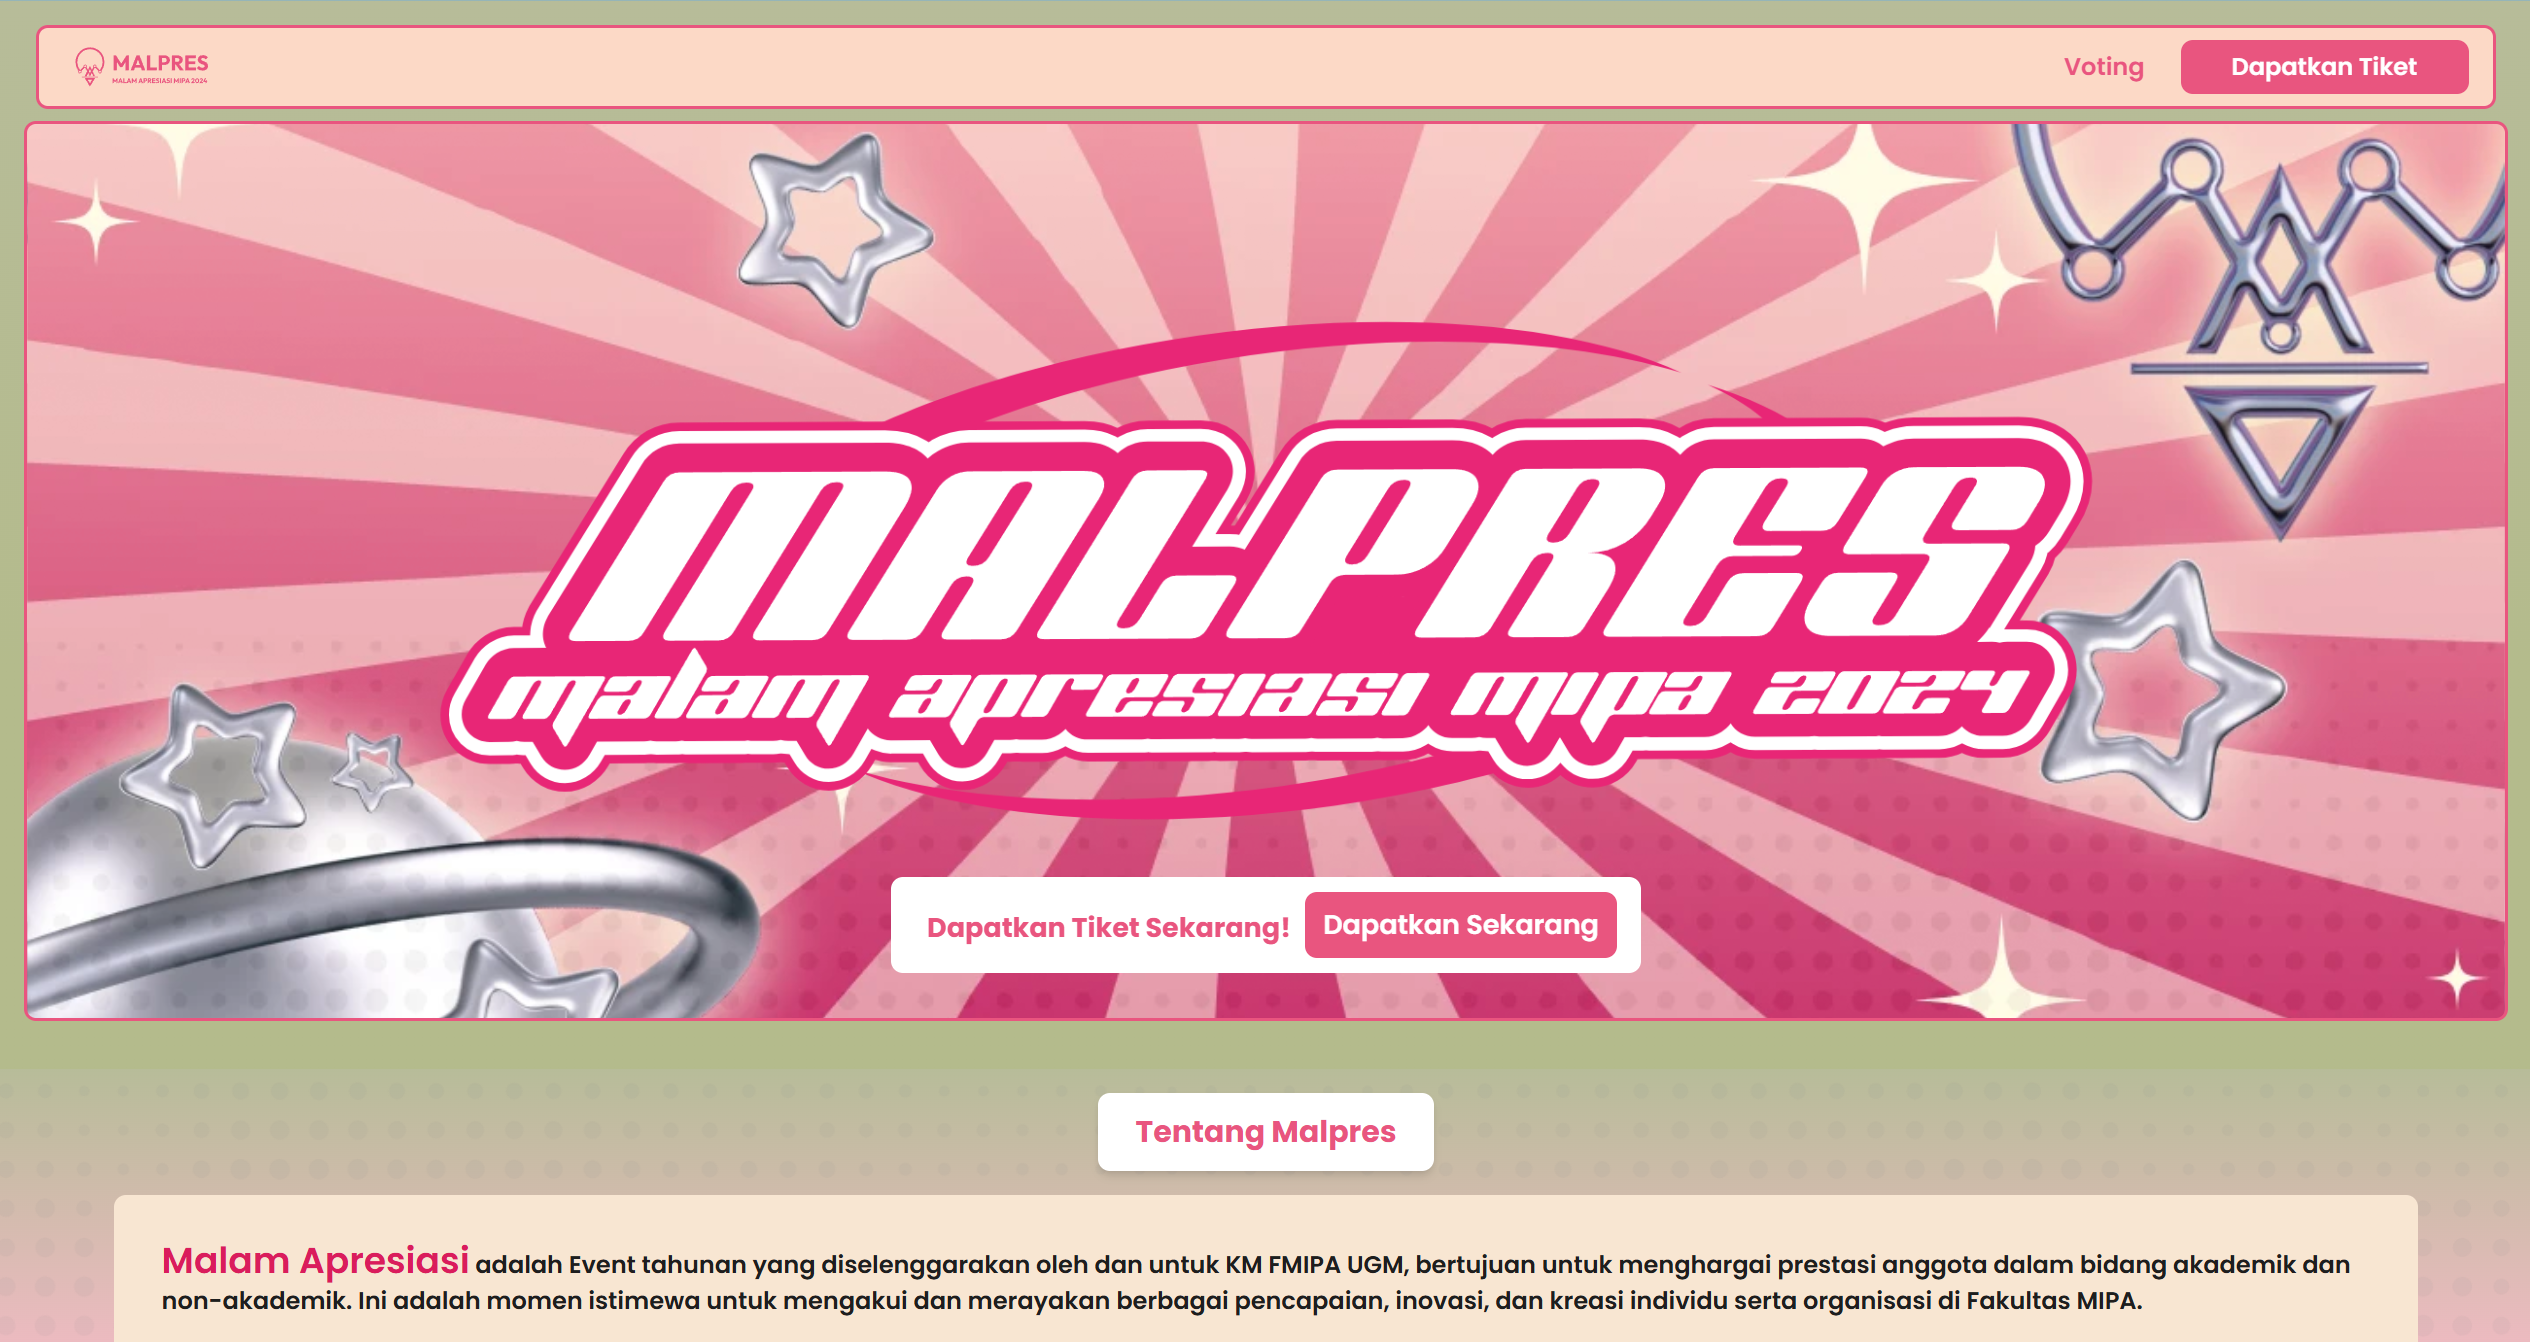 MALPRES
MALAM APRESIASI MIPA 2024
Voting
Dapatkan Tiket
MALPRES
malam apresiasi mipa 2024
Dapatkan Tiket Sekarang!
Dapatkan Sekarang
Tentang Malpres
Malam Apresiasi adalah Event tahunan yang diselenggarakan oleh dan untuk KM FMIPA UGM, bertujuan untuk menghargai prestasi anggota dalam bidang akademik dan
non-akademik. Ini adalah momen istimewa untuk mengakui dan merayakan berbagai pencapaian, inovasi, dan kreasi individu serta organisasi di Fakultas MIPA.